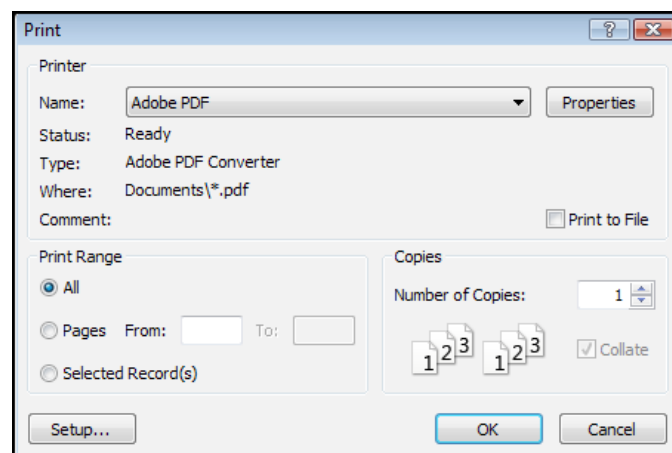 Print
Printer
Name: Adobe PDF Properties
Status: Ready
Type: Adobe PDF Converter
Where: Documents\*.pdf
Comment: Print to File
Print Range
All
Pages From: To:
Selected Record(s)
Copies
Number of Copies: 1
1 2 3 1 2 3 Collate
Setup... OK Cancel